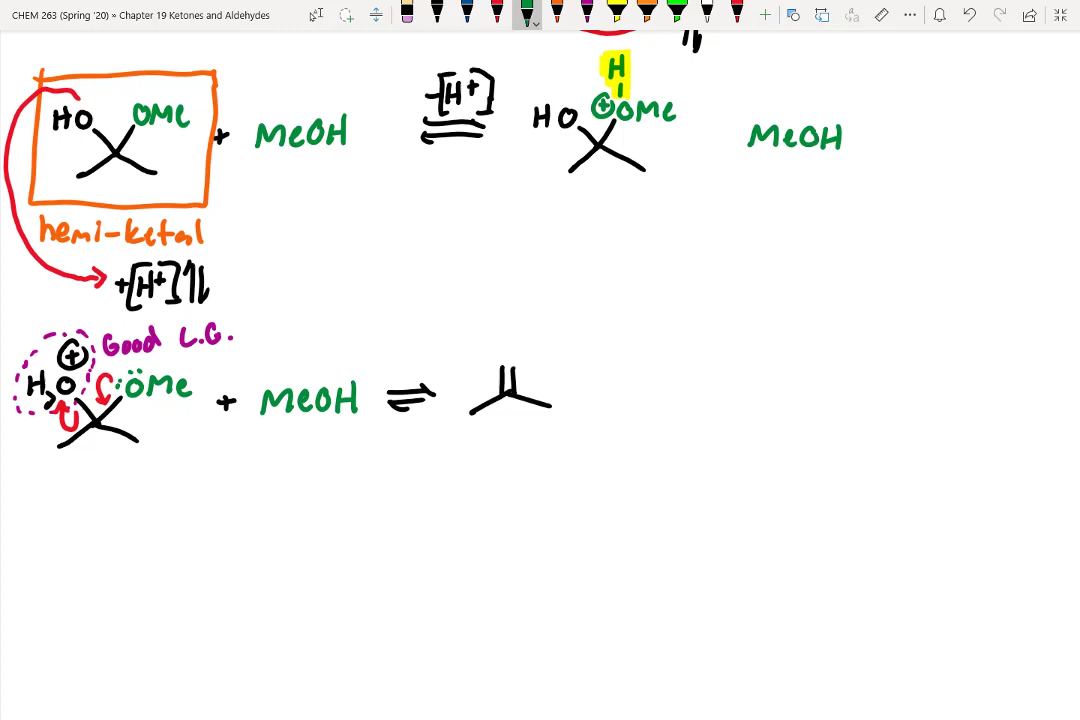 CHEM 263 (Spring '20) » Chapter 19 Ketones and Aldehydes
HO OMe + MeOH -[H+] HO H ⊕OMe MeOH
hemi-ketal
+[H+]
⊕ Good L.G.
H2O :ÖMe + MeOH